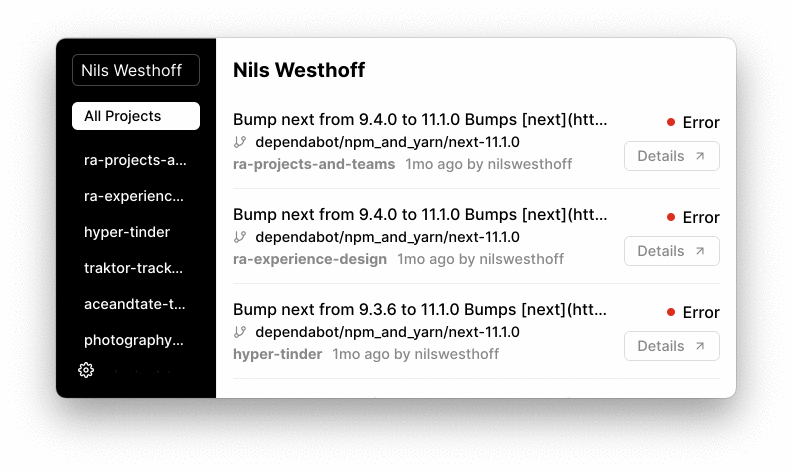 Nils Westhoff
All Projects
ra-projects-a...
ra-experienc...
hyper-tinder
traktor-track...
aceandtate-t...
photography...
Nils Westhoff
Bump next from 9.4.0 to 11.1.0 Bumps [next](htt...
Error
dependabot/npm_and_yarn/next-11.1.0
ra-projects-and-teams 1mo ago by nilswesthoff
Details
Bump next from 9.4.0 to 11.1.0 Bumps [next](htt...
Error
dependabot/npm_and_yarn/next-11.1.0
ra-experience-design 1mo ago by nilswesthoff
Details
Bump next from 9.3.6 to 11.1.0 Bumps [next](htt...
Error
dependabot/npm_and_yarn/next-11.1.0
hyper-tinder 1mo ago by nilswesthoff
Details